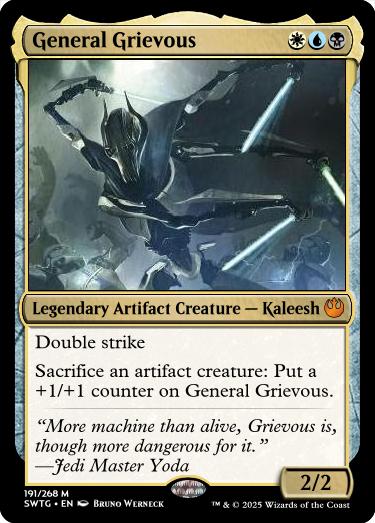 General Grievous
Legendary Artifact Creature — Kaleesh
Double strike
Sacrifice an artifact creature: Put a
+1/+1 counter on General Grievous.
“More machine than alive, Grievous is,
though more dangerous for it.”
—Jedi Master Yoda
2/2
191/268 M
SWTG • EN Bruno Werneck
™ & © 2025 Wizards of the Coast